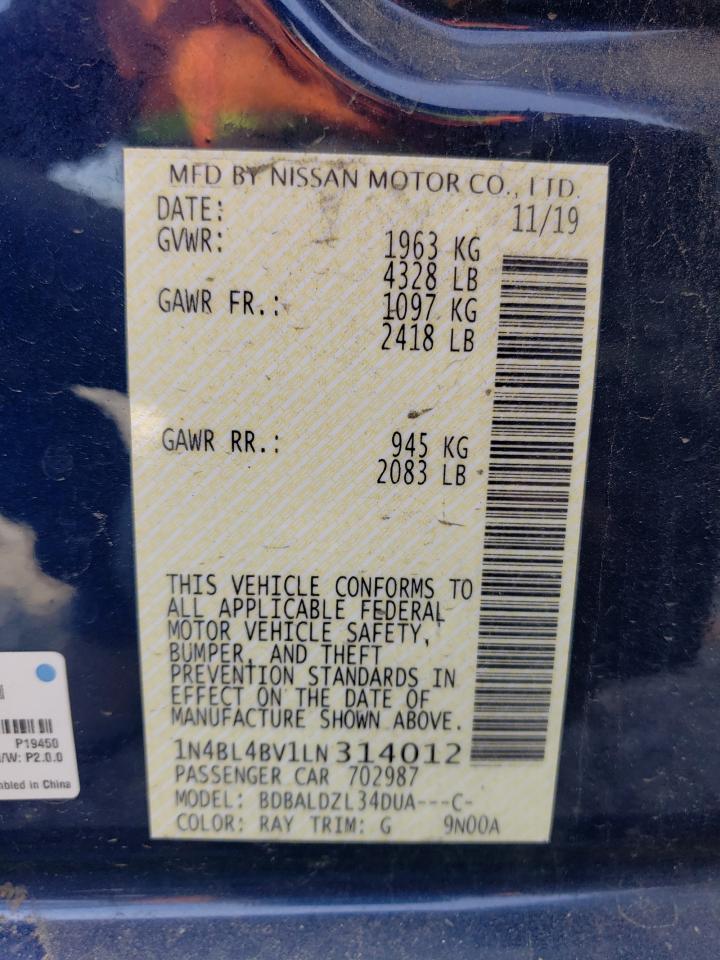 MFD BY NISSAN MOTOR CO., LTD.
DATE: 11/19
GVWR: 1963 KG
4328 LB
GAWR FR.: 1097 KG
2418 LB
GAWR RR.: 945 KG
2083 LB
THIS VEHICLE CONFORMS TO
ALL APPLICABLE FEDERAL
MOTOR VEHICLE SAFETY,
BUMPER, AND THEFT
PREVENTION STANDARDS IN
EFFECT ON THE DATE OF
MANUFACTURE SHOWN ABOVE.
1N4BL4BV1LN314012
PASSENGER CAR 702987
MODEL: BDBALDZL34DUA---C-
COLOR: RAY TRIM: G 9N00A
P19450
/W: P2.0.0
in China